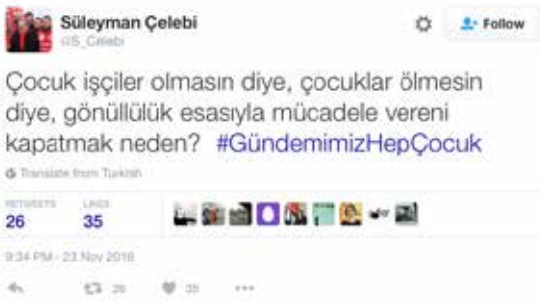 Süleyman Çelebi
@S_Celebi
Follow
Çocuk işçiler olmasın diye, çocuklar ölmesin
diye, gönüllülük esasıyla mücadele vereni
kapatmak neden? #GündemimizHepÇocuk
Translate from Turkish
RETWEETS LIKES
26 35
9:34 PM - 23 Nov 2016
26 35